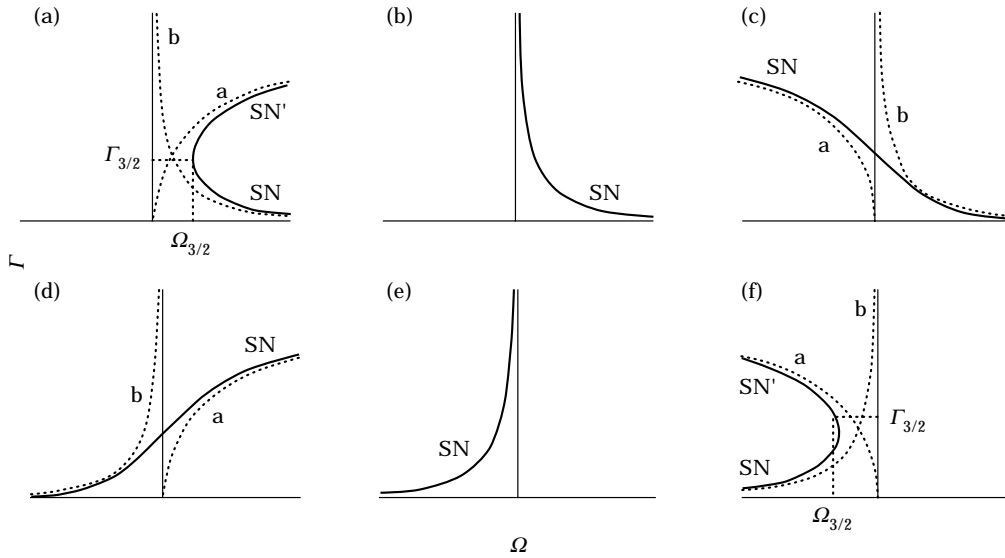 (a)
b
a
SN'
Γ3/2
SN
Ω3/2
(b)
SN
(c)
SN
b
a
Γ
(d)
SN
b
a
(e)
SN
(f)
b
a
SN'
Γ3/2
SN
Ω3/2
Ω